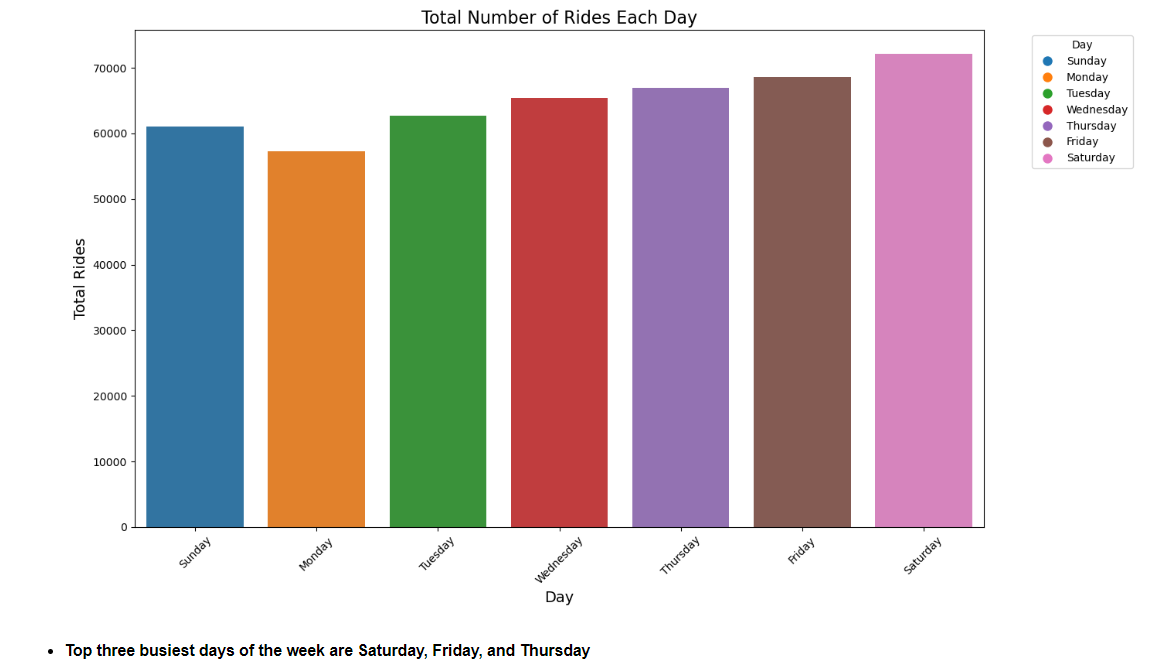 Total Number of Rides Each Day
70000
60000
50000
40000
30000
20000
10000
0
Total Rides
Sunday
Monday
Tuesday
Wednesday
Thursday
Friday
Saturday
Day
Day
Sunday
Monday
Tuesday
Wednesday
Thursday
Friday
Saturday
• Top three busiest days of the week are Saturday, Friday, and Thursday